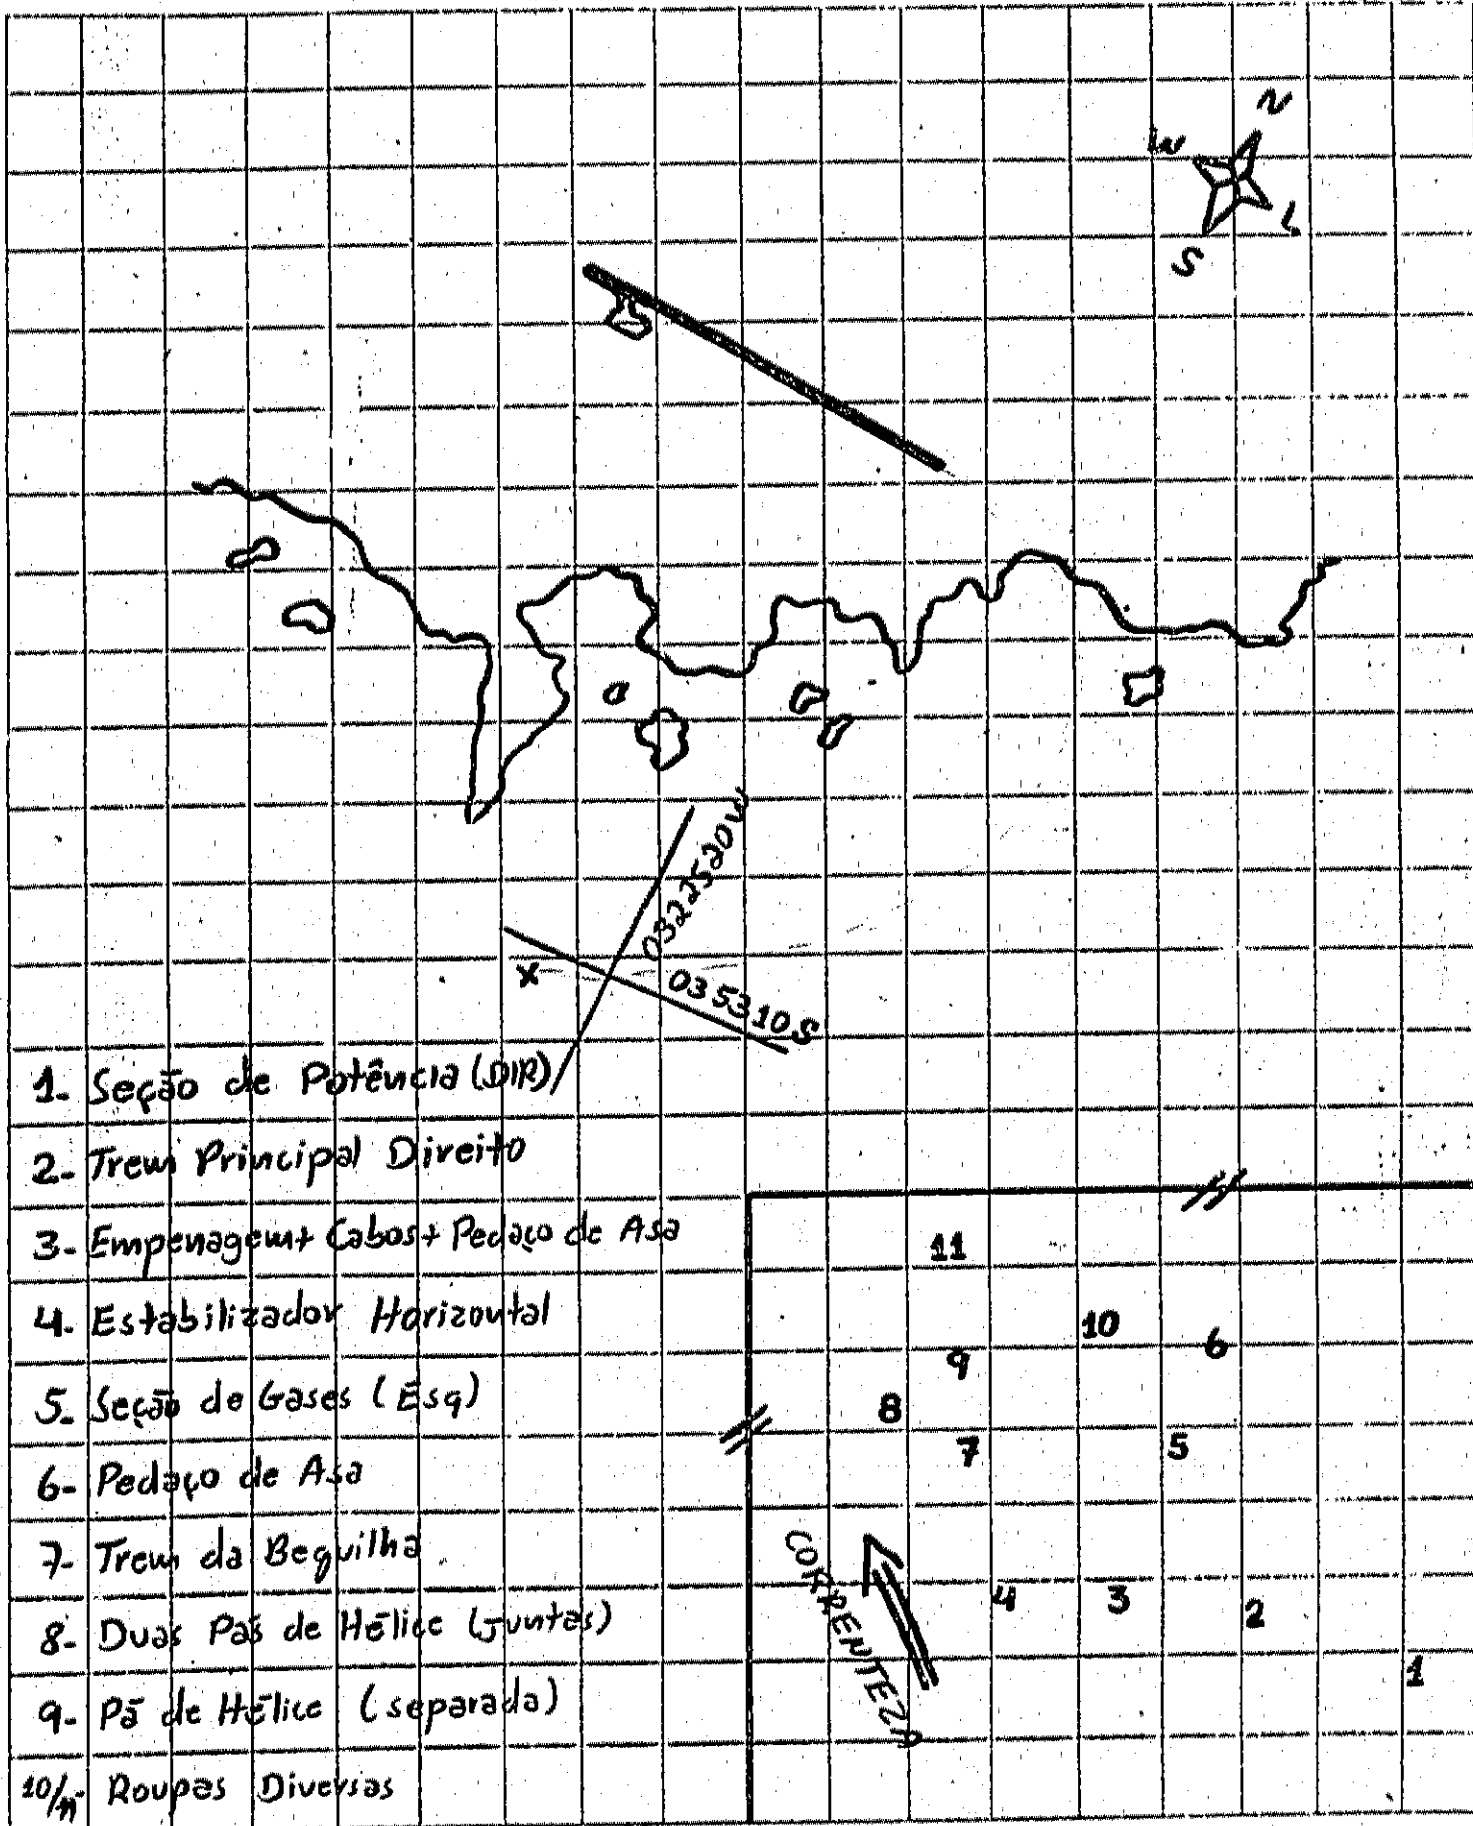 N
W
L
S
0322520W
X
035310S
1- Seção de Potência (DIR)
2- Trem Principal Direito
3- Empenagem+ Cabos+ Pedaço de Asa
11
4- Estabilizador Horizontal
10
6
9
5- Seção de Gases (Esq)
8
7
5
6- Pedaço de Asa
7- Trem da Bequilha
CORRENTEZA
4
3
2
8- Duas Pás de Hélice (Juntas)
1
9- Pá de Hélice (separada)
10/11- Roupas Diversas